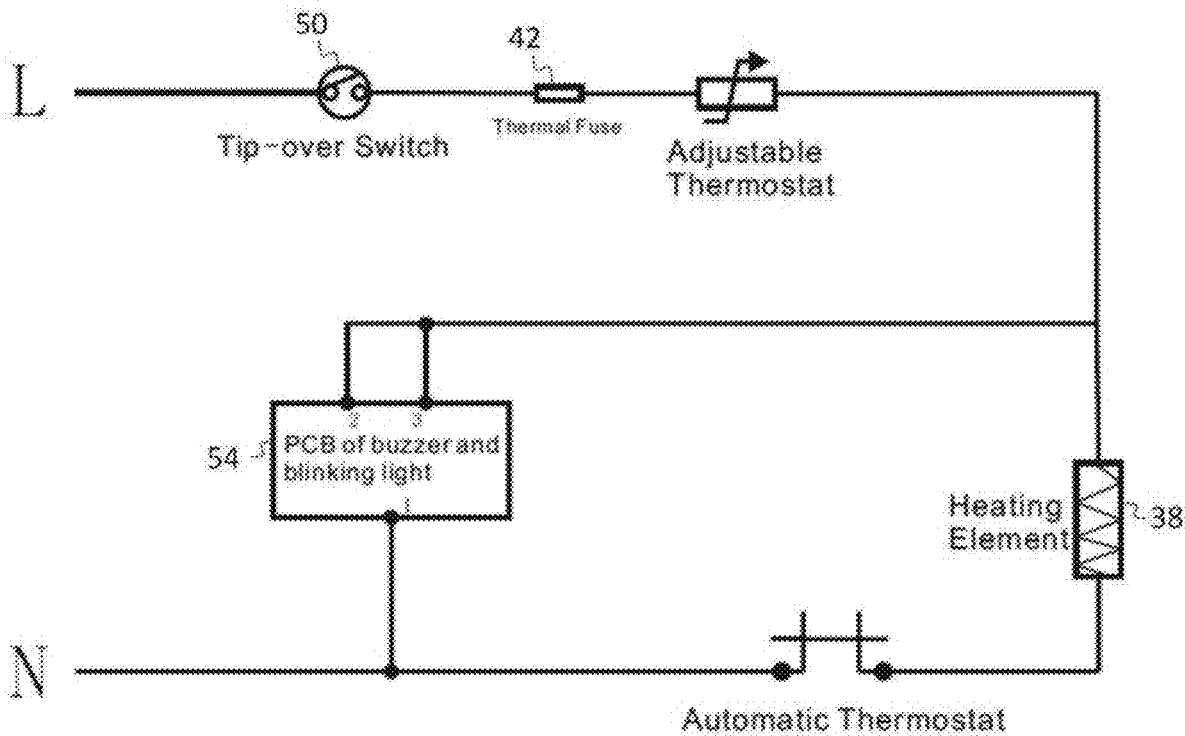 50
42
L
Tip-over Switch
Thermal Fuse
Adjustable
Thermostat
2 3
54
PCB of buzzer and
blinking light
1
Heating
Element
38
N
Automatic Thermostat